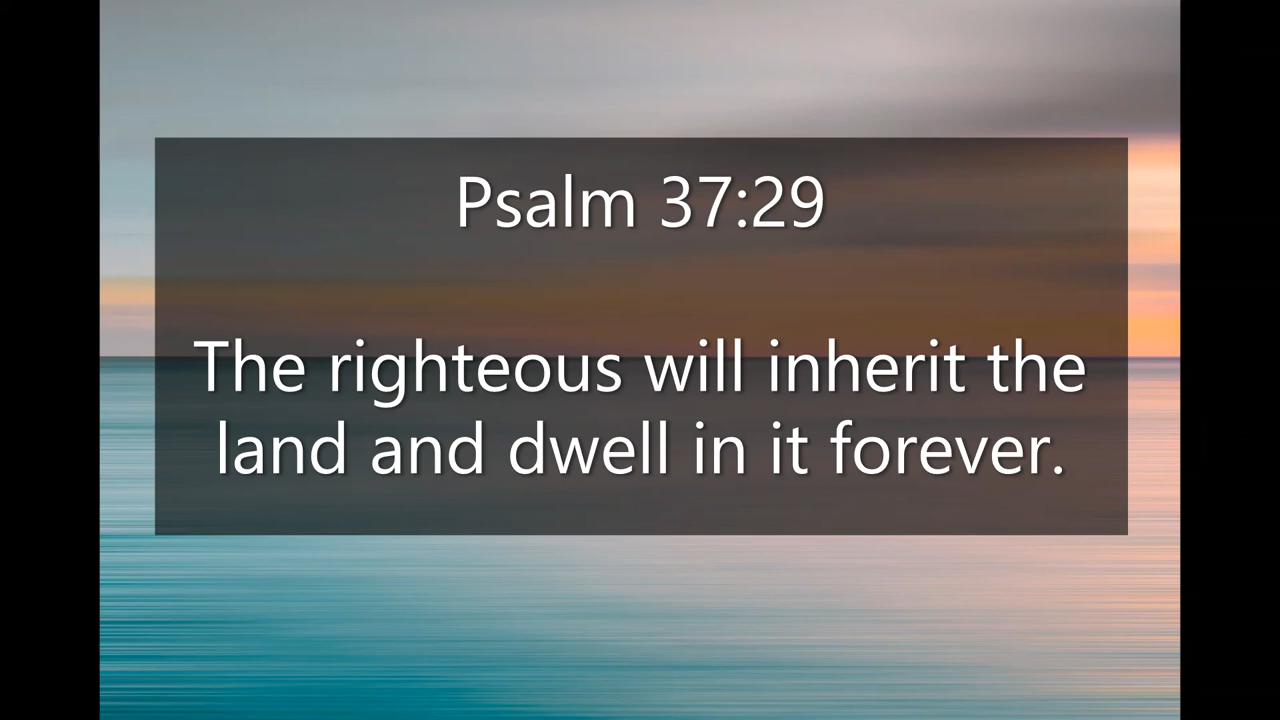 Psalm 37:29
The righteous will inherit the
land and dwell in it forever.